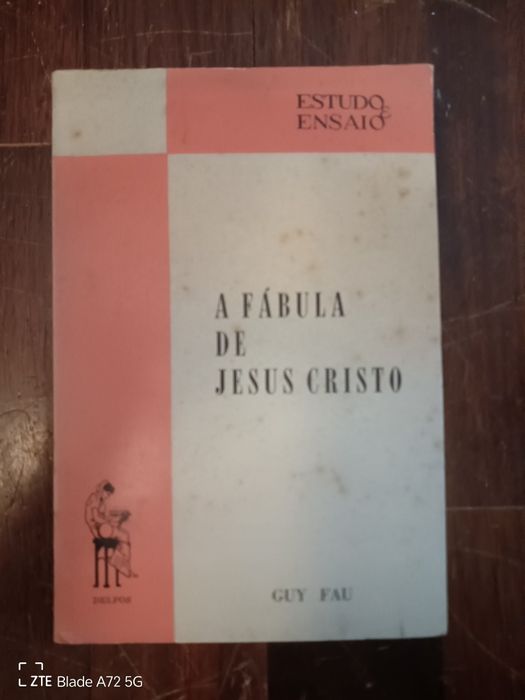 ESTUDO
E
ENSAIO
A FÁBULA
DE
JESUS CRISTO
DELFOS
GUY FAU
ZTE Blade A72 5G